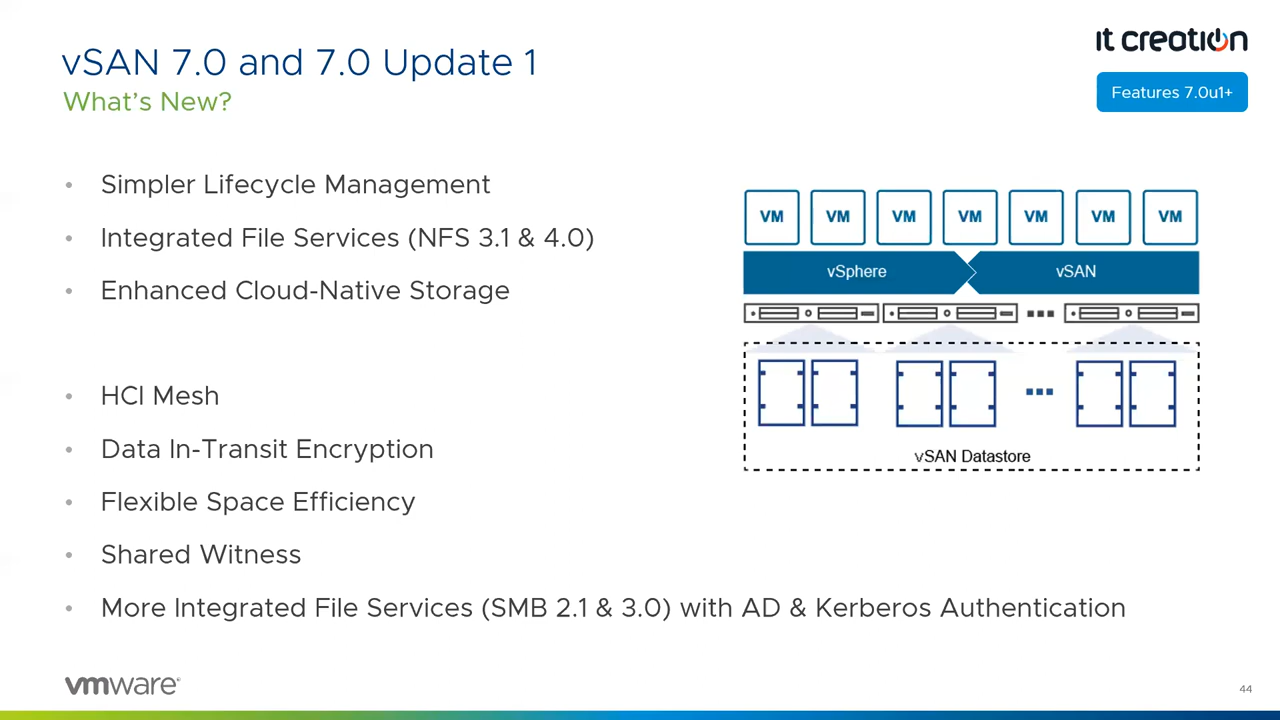 it creation
vSAN 7.0 and 7.0 Update 1
What's New?
Features 7.0u1+
• Simpler Lifecycle Management
• Integrated File Services (NFS 3.1 & 4.0)
• Enhanced Cloud-Native Storage
• HCI Mesh
• Data In-Transit Encryption
• Flexible Space Efficiency
• Shared Witness
• More Integrated File Services (SMB 2.1 & 3.0) with AD & Kerberos Authentication
VM VM VM VM VM VM VM
vSphere vSAN
vSAN Datastore
vmware®
44